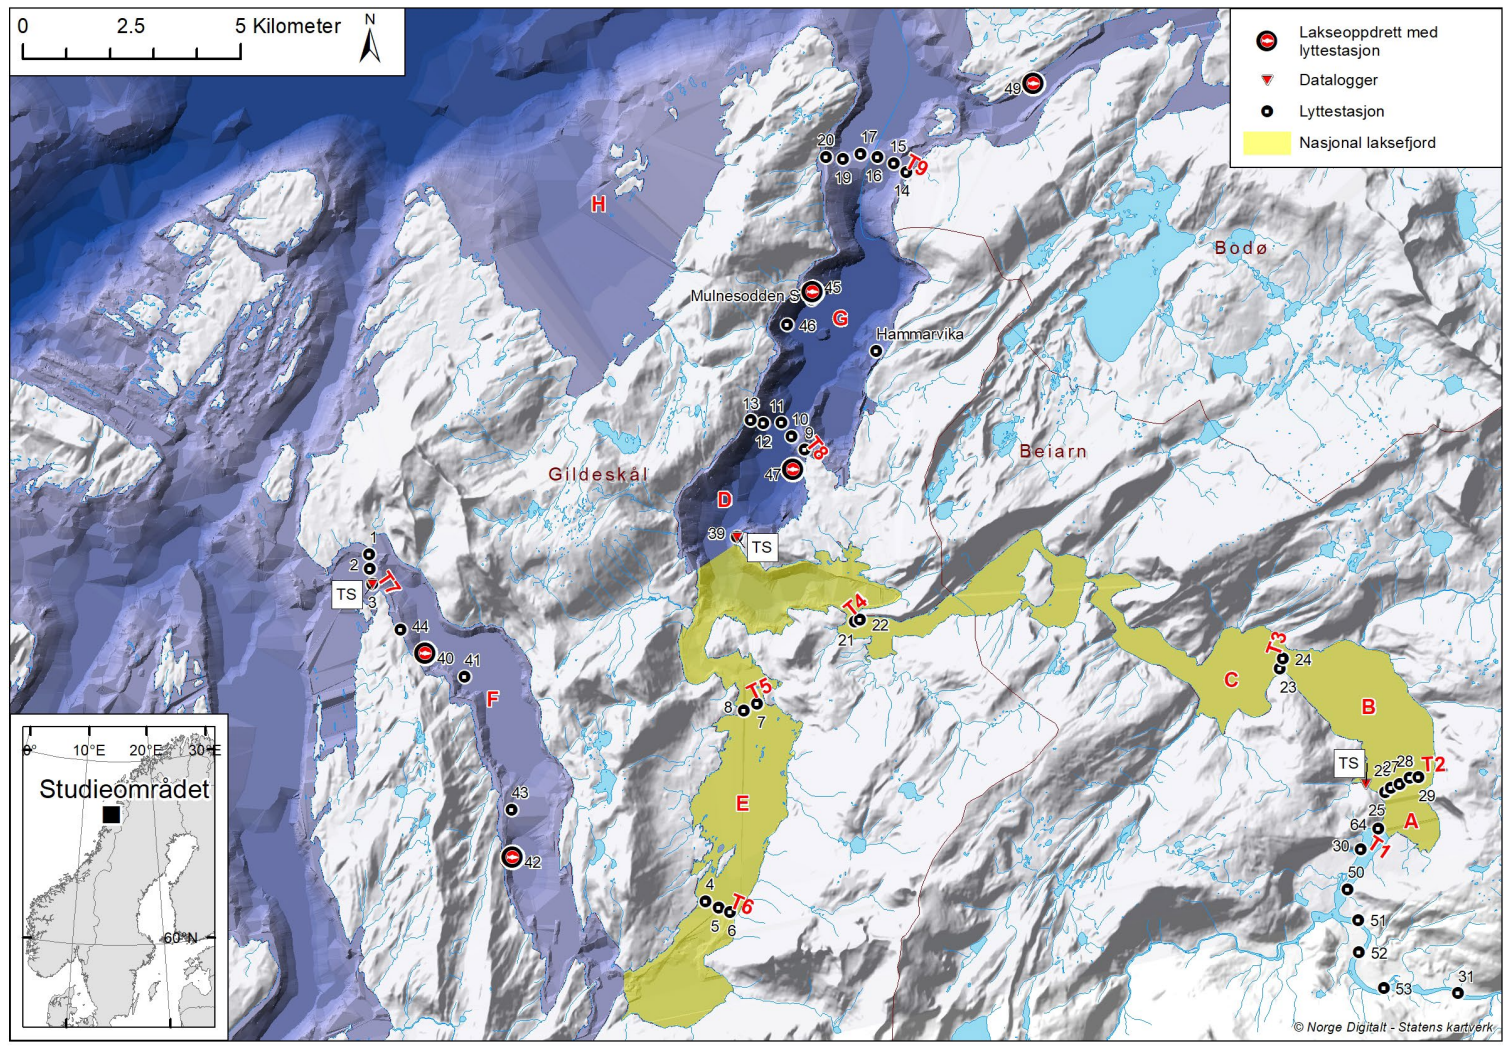 0 2.5 5 Kilometer
N
Lakseoppdrett med
lyttestasjon
Datalogger
Lyttestasjon
Nasjonal laksefjord
49
20 17 15 T9
19 16 14
H
Bodø
Mulnesodden S 45
G
46
Hammarvika
13 11 10
12 9 T8
Beiarn
Gildeskål
47
D
39 TS
1
2 T7
TS 3
T4
21 22
44
40 41
F
T3 24
C 23
T5
8 7
B
0° 10°E 20°E 30°E
Studieområdet
60°N
TS
27 28 T2
29
25
43
E
64 A
30 T1
42
50
4 T6
5 6
51
52
31
53
© Norge Digitalt - Statens kartverk